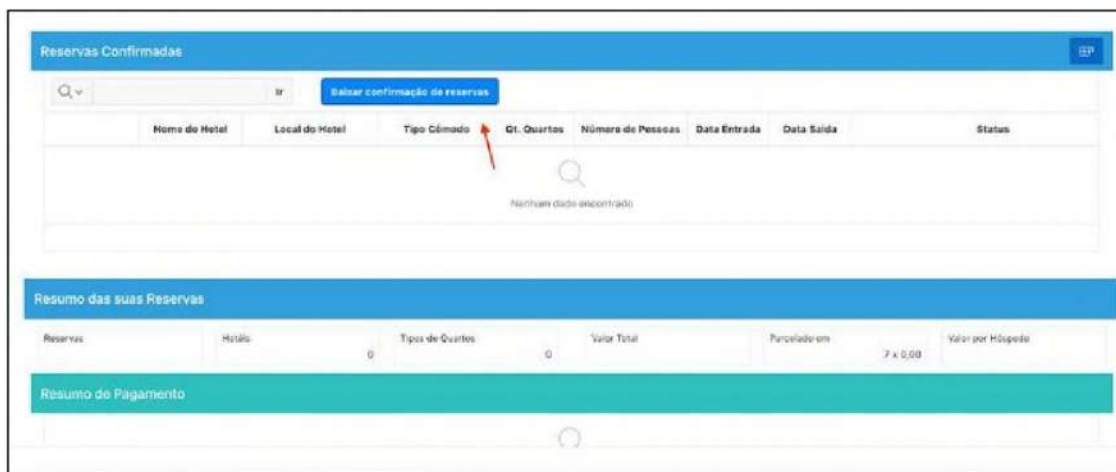 Reservas Confirmadas
Ir Baixar confirmação de reservas
Nome do Hotel Local do Hotel Tipo Cômodo Qt. Quartos Número de Pessoas Data Entrada Data Saída Status
Nenhum dado encontrado
Resumo das suas Reservas
Reservas Hotéis Tipos de Quartos Valor Total Parcelado em Valor por Hóspede
0 0 7 x 0,00
Resumo de Pagamento